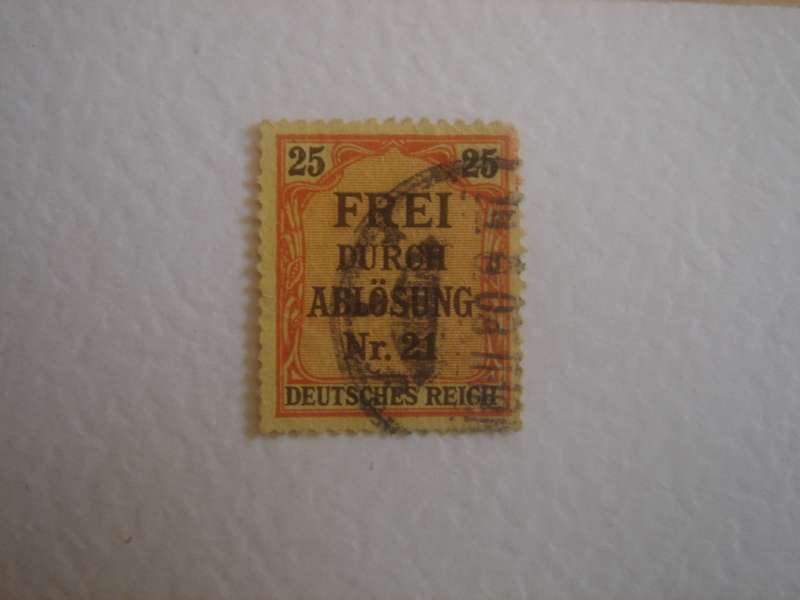 25 25
FREI
DURCH
ABLÖSUNG
Nr. 21
DEUTSCHES REICH